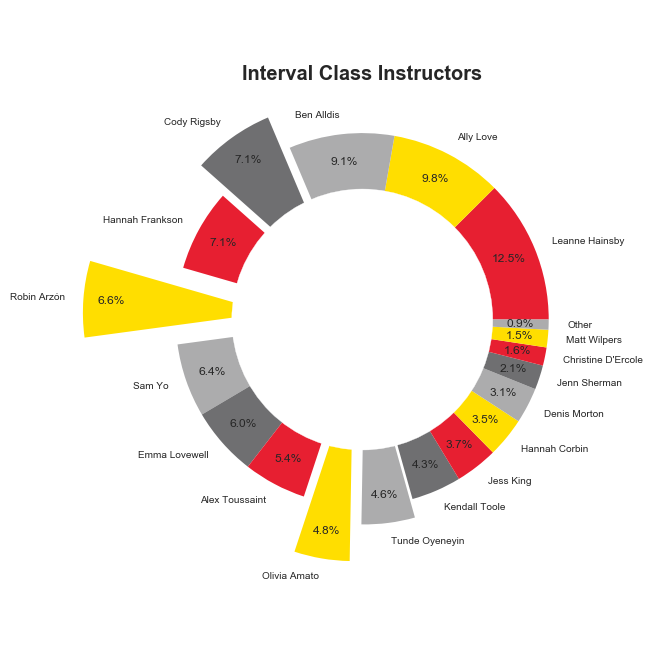 Interval Class Instructors
Leanne Hainsby
12.5%
Ally Love
9.8%
Ben Alldis
9.1%
Cody Rigsby
7.1%
Hannah Frankson
7.1%
Robin Arzón
6.6%
Sam Yo
6.4%
Emma Lovewell
6.0%
Alex Toussaint
5.4%
Olivia Amato
4.8%
Tunde Oyeneyin
4.6%
Kendall Toole
4.3%
Jess King
3.7%
Hannah Corbin
3.5%
Denis Morton
3.1%
Jenn Sherman
2.1%
Christine D'Ercole
1.6%
Matt Wilpers
1.5%
Other
0.9%